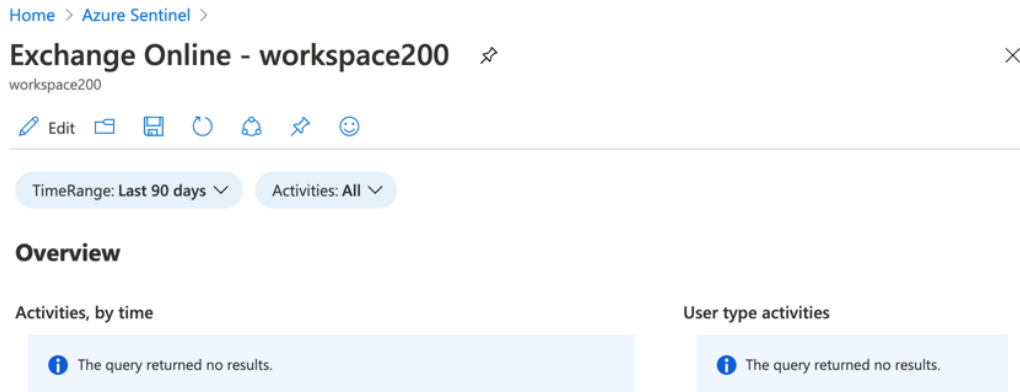 Home > Azure Sentinel >
Exchange Online - workspace200
workspace200
Edit
TimeRange: Last 90 days Activities: All
Overview
Activities, by time User type activities
The query returned no results. The query returned no results.